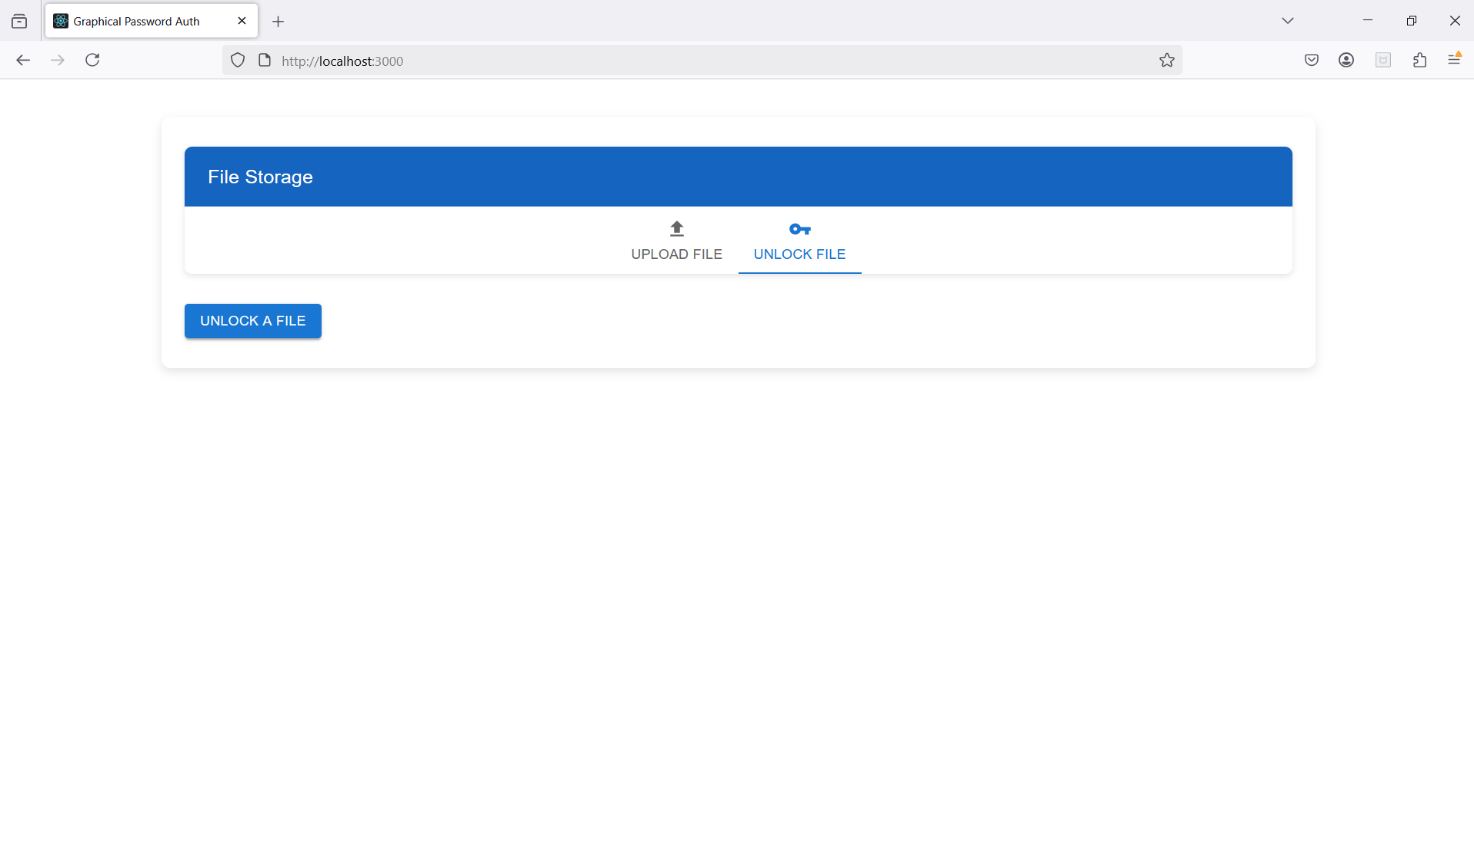 Graphical Password Auth
http://localhost:3000
File Storage
UPLOAD FILE
UNLOCK FILE
UNLOCK A FILE